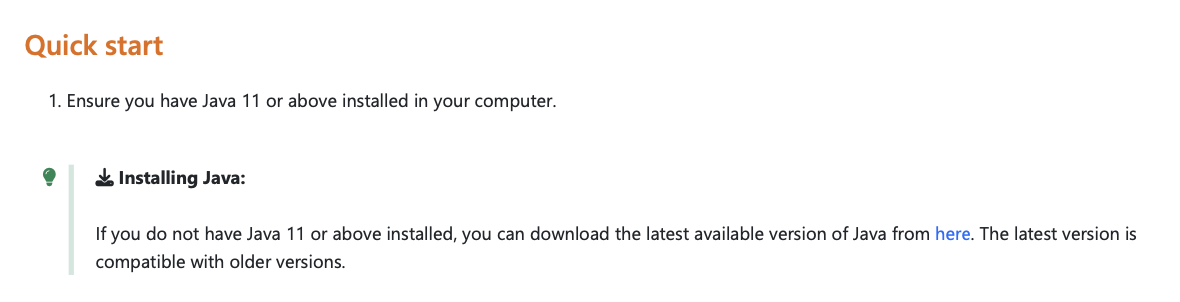 Quick start
1. Ensure you have Java 11 or above installed in your computer.
Installing Java:
If you do not have Java 11 or above installed, you can download the latest available version of Java from here. The latest version is
compatible with older versions.